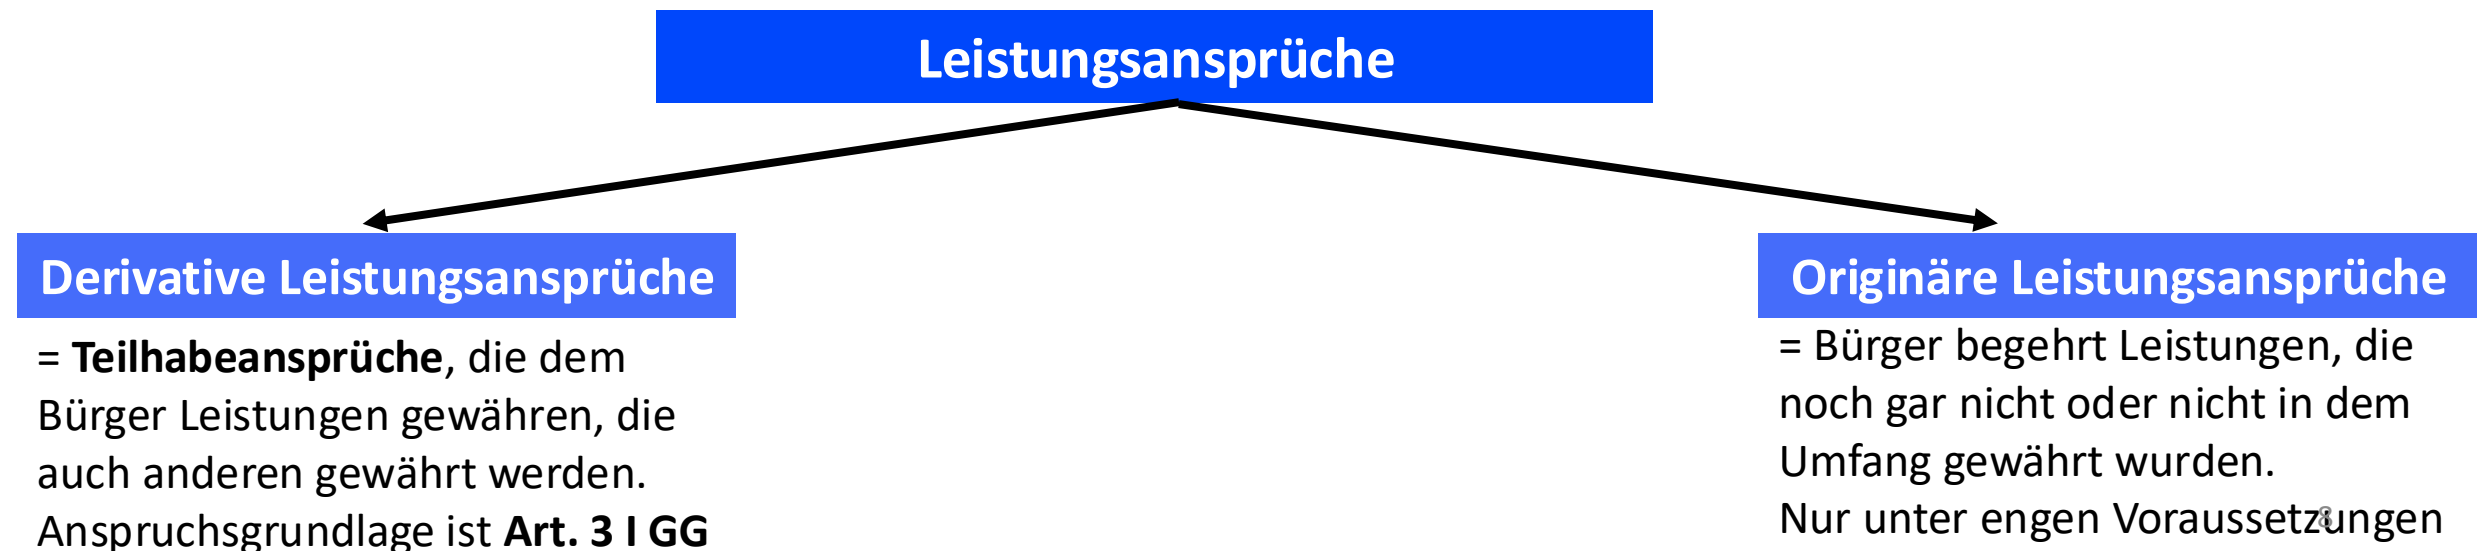 Leistungsansprüche
Derivative Leistungsansprüche
= Teilhabeansprüche, die dem
Bürger Leistungen gewähren, die
auch anderen gewährt werden.
Anspruchsgrundlage ist Art. 3 I GG
Originäre Leistungsansprüche
= Bürger begehrt Leistungen, die
noch gar nicht oder nicht in dem
Umfang gewährt wurden.
Nur unter engen Voraussetzungen
8